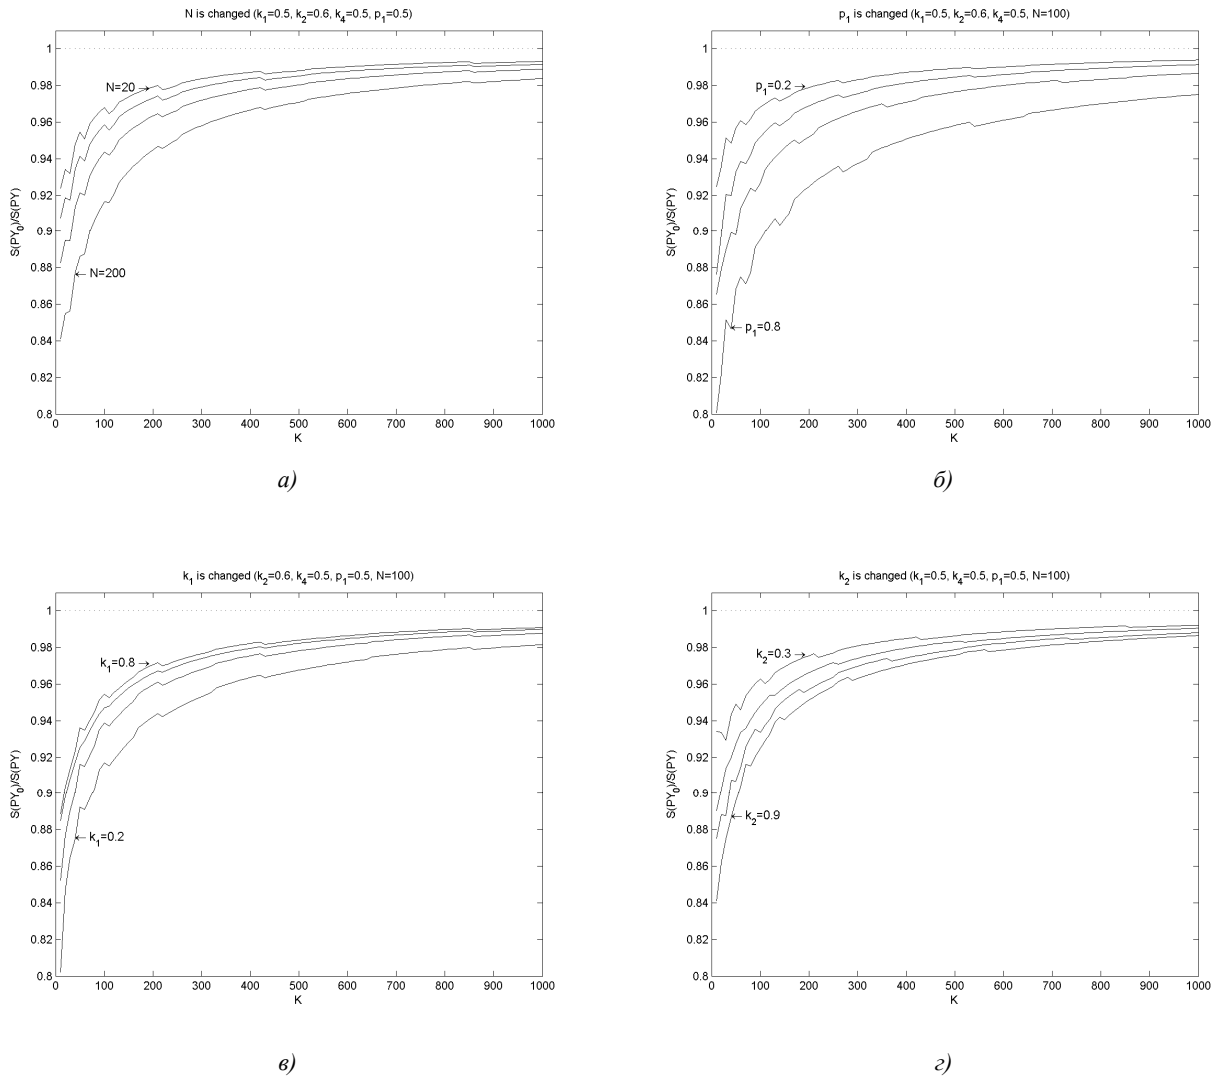 N is changed (k₁=0.5, k₂=0.6, k₄=0.5, p₁=0.5)
1
0.98
0.96
0.94
0.92
0.9
0.88
0.86
0.84
0.82
0.8
S(PY₀)/S(PY)
N=20
N=200
0 100 200 300 400 500 600 700 800 900 1000
K
а)
p₁ is changed (k₁=0.5, k₂=0.6, k₄=0.5, N=100)
1
0.98
0.96
0.94
0.92
0.9
0.88
0.86
0.84
0.82
0.8
S(PY₀)/S(PY)
p₁=0.2
p₁=0.8
0 100 200 300 400 500 600 700 800 900 1000
K
б)
k₁ is changed (k₂=0.6, k₄=0.5, p₁=0.5, N=100)
1
0.98
0.96
0.94
0.92
0.9
0.88
0.86
0.84
0.82
0.8
S(PY₀)/S(PY)
k₁=0.8
k₁=0.2
0 100 200 300 400 500 600 700 800 900 1000
K
в)
k₂ is changed (k₁=0.5, k₄=0.5, p₁=0.5, N=100)
1
0.98
0.96
0.94
0.92
0.9
0.88
0.86
0.84
0.82
0.8
S(PY₀)/S(PY)
k₂=0.3
k₂=0.9
0 100 200 300 400 500 600 700 800 900 1000
K
г)